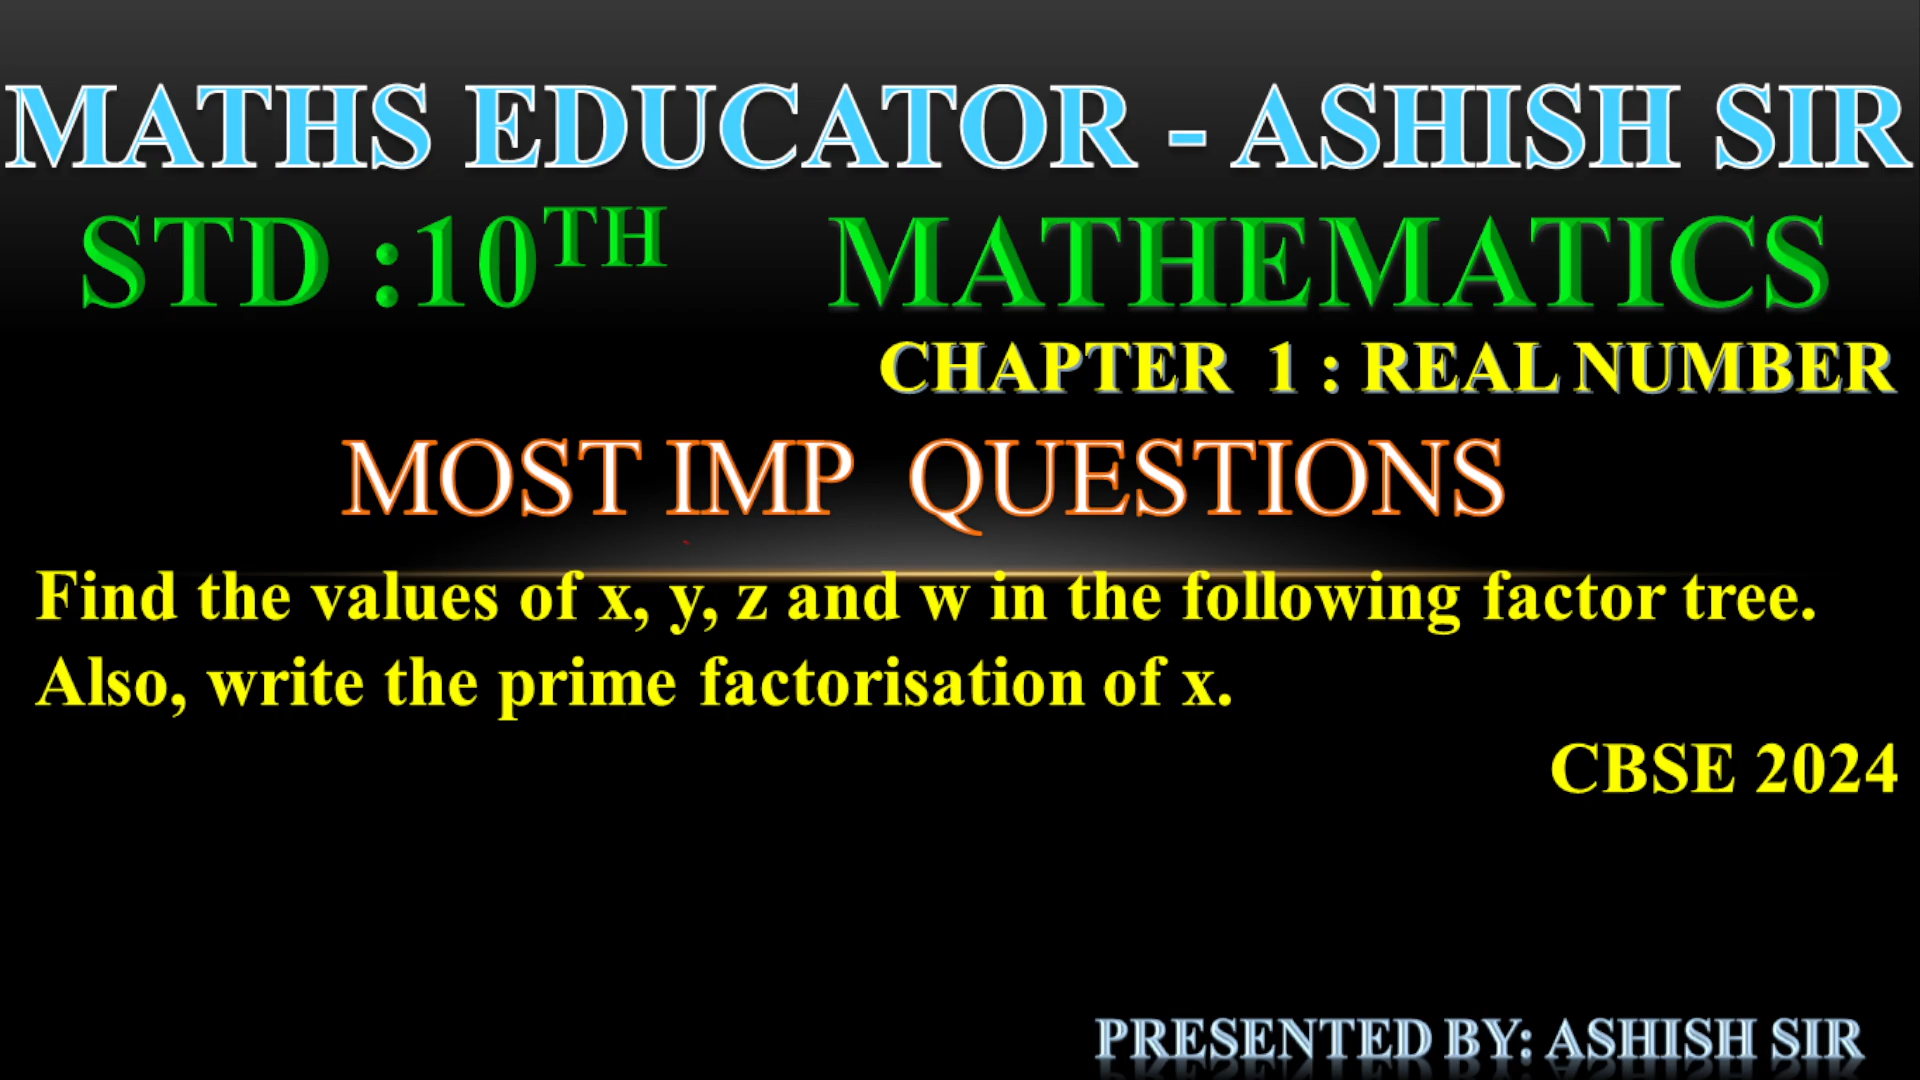 MATHS EDUCATOR - ASHISH SIR
STD :10TH MATHEMATICS
CHAPTER 1 : REAL NUMBER
MOST IMP QUESTIONS
Find the values of x, y, z and w in the following factor tree.
Also, write the prime factorisation of x.
CBSE 2024
PRESENTED BY: ASHISH SIR